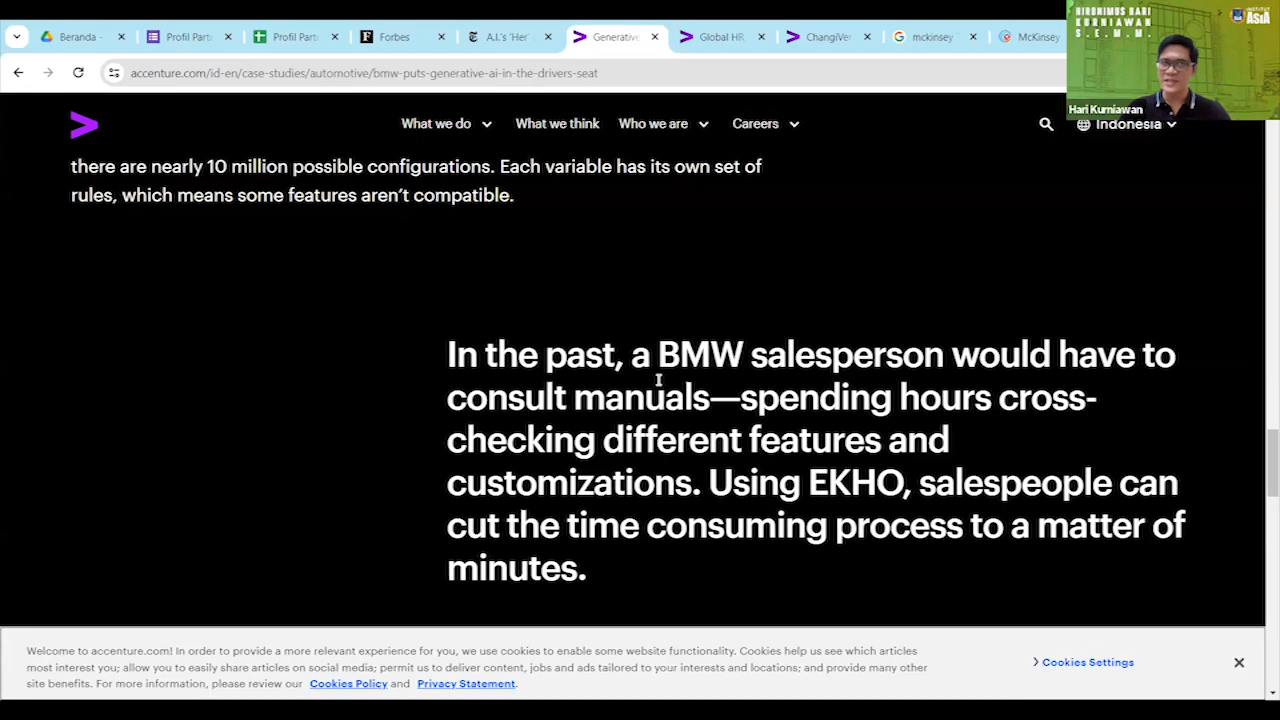 Beranda -
Profil Parti
Profil Parti
Forbes
A.I.'s 'Her'
Generative
Global HR
ChangiVer
mckinsey
McKinsey
HIRONIMUS HARI
KURNIAWAN
S.E.M.M.
INSTITUT
ASIA
Hari Kurniawan
accenture.com/id-en/case-studies/automotive/bmw-puts-generative-ai-in-the-drivers-seat
What we do
What we think
Who we are
Careers
Indonesia
there are nearly 10 million possible configurations. Each variable has its own set of
rules, which means some features aren't compatible.
In the past, a BMW salesperson would have to
consult manuals—spending hours cross-
checking different features and
customizations. Using EKHO, salespeople can
cut the time consuming process to a matter of
minutes.
Welcome to accenture.com! In order to provide a more relevant experience for you, we use cookies to enable some website functionality. Cookies help us see which articles
most interest you; allow you to easily share articles on social media; permit us to deliver content, jobs and ads tailored to your interests and locations; and provide many other
site benefits. For more information, please review our Cookies Policy and Privacy Statement.
Cookies Settings